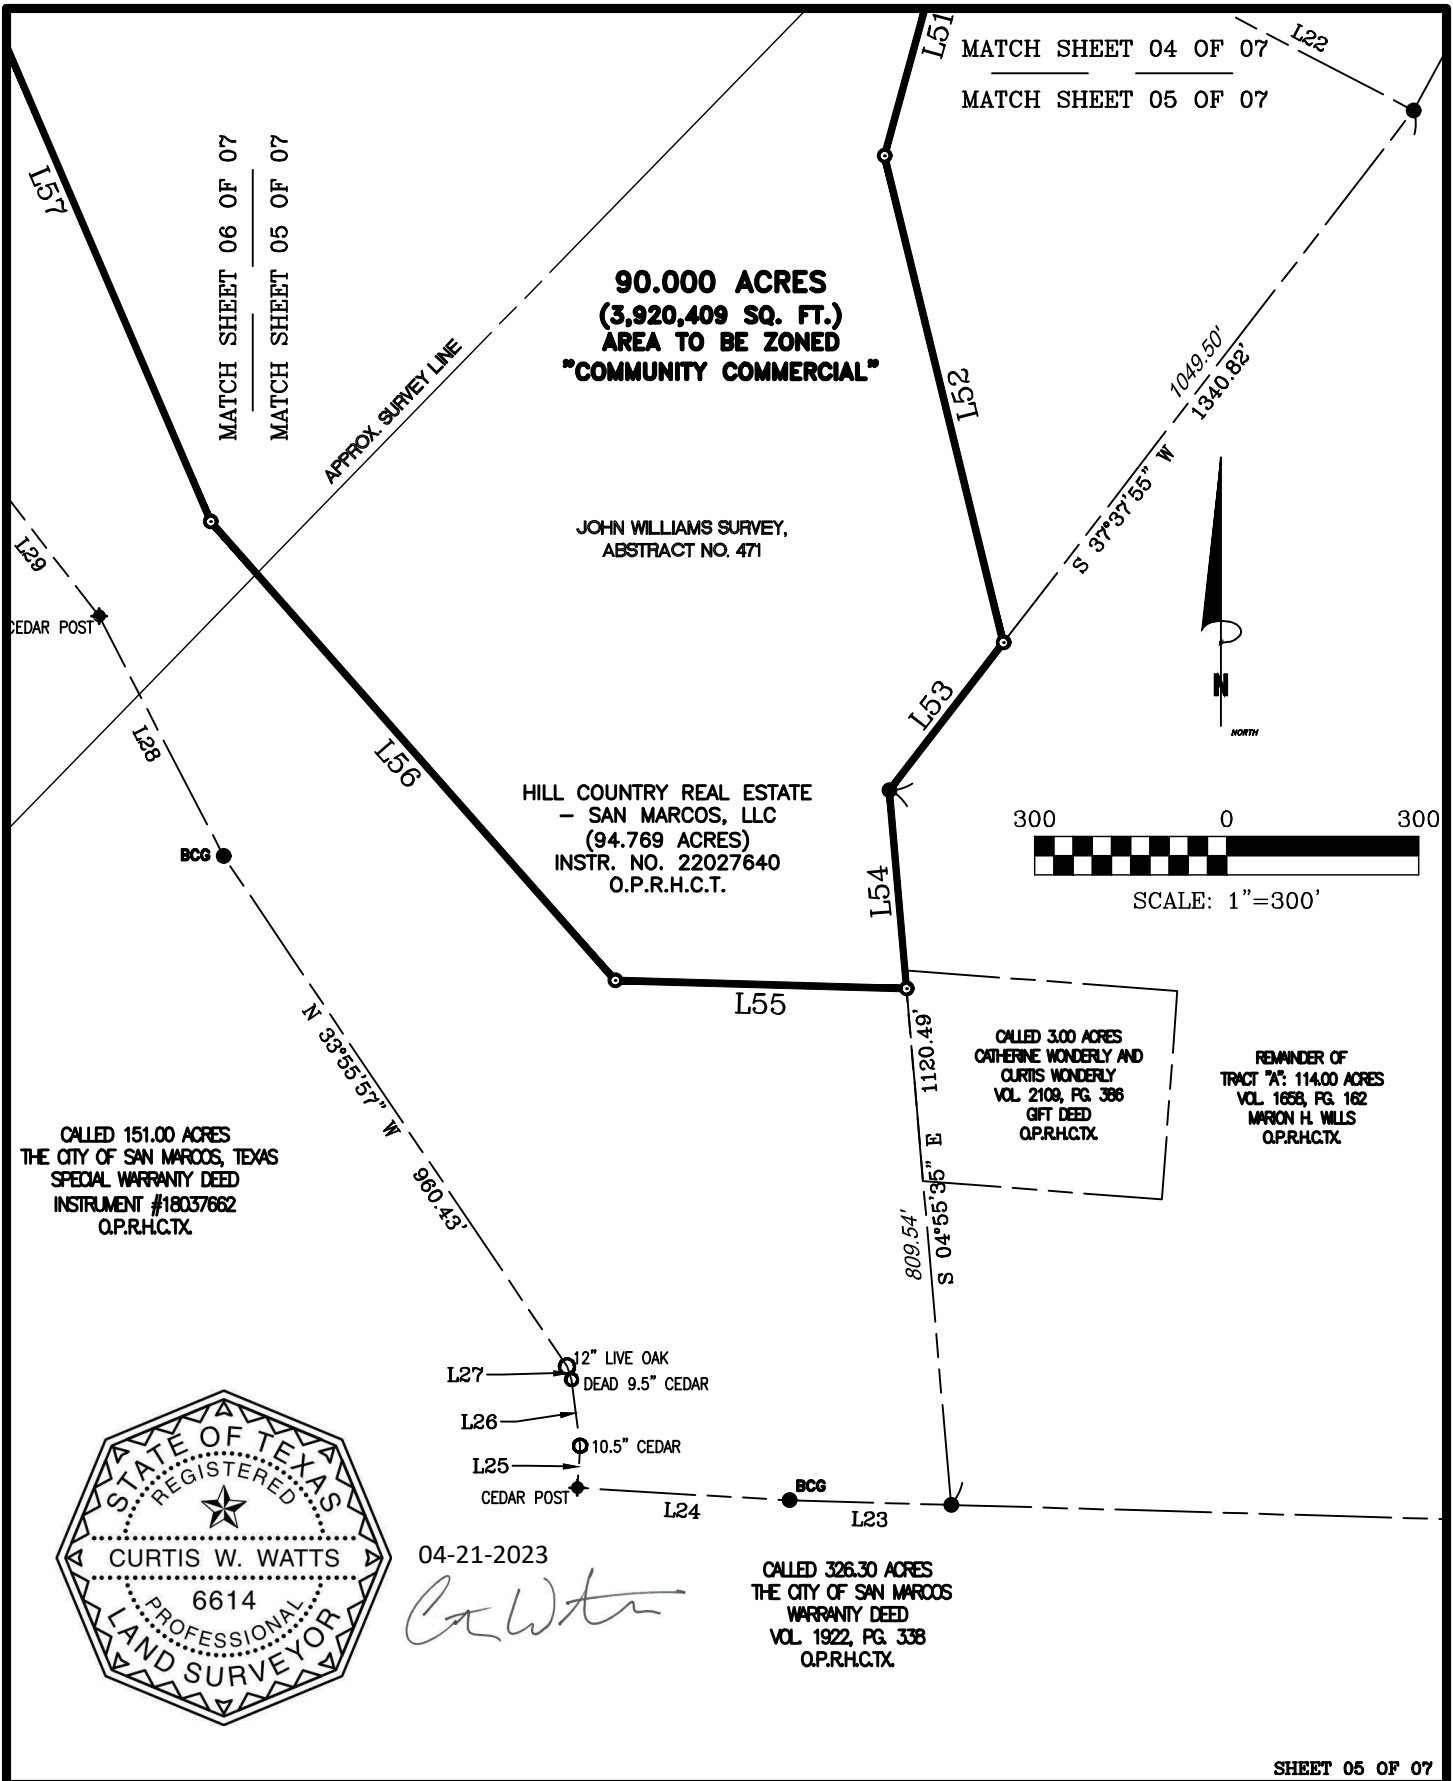 L51
MATCH SHEET 04 OF 07
MATCH SHEET 05 OF 07
L22
L57
MATCH SHEET 06 OF 07
MATCH SHEET 05 OF 07
90.000 ACRES
(3,920,409 SQ. FT.)
AREA TO BE ZONED
"COMMUNITY COMMERCIAL"
APPROX. SURVEY LINE
L52
1049.50'
1340.82'
S 37°37'55" W
JOHN WILLIAMS SURVEY,
ABSTRACT NO. 471
L29
CEDAR POST
L28
L56
L53
N
NORTH
HILL COUNTRY REAL ESTATE
– SAN MARCOS, LLC
(94.769 ACRES)
INSTR. NO. 22027640
O.P.R.H.C.T.
300 0 300
SCALE: 1"=300'
BCG
L54
L55
N 33°55'57" W
960.43'
1120.49'
S 04°55'35" E
809.54'
CALLED 3.00 ACRES
CATHERINE WONDERLY AND
CURTIS WONDERLY
VOL. 2109, PG. 386
GIFT DEED
O.P.R.H.C.TX.
REMAINDER OF
TRACT "A": 114.00 ACRES
VOL. 1658, PG. 162
MARION H. WILLS
O.P.R.H.C.TX.
CALLED 151.00 ACRES
THE CITY OF SAN MARCOS, TEXAS
SPECIAL WARRANTY DEED
INSTRUMENT #18037662
O.P.R.H.C.TX.
12" LIVE OAK
L27
DEAD 9.5" CEDAR
L26
10.5" CEDAR
L25
CEDAR POST
L24
BCG
L23
STATE OF TEXAS
REGISTERED
CURTIS W. WATTS
6614
PROFESSIONAL
LAND SURVEYOR
04-21-2023
CALLED 326.30 ACRES
THE CITY OF SAN MARCOS
WARRANTY DEED
VOL. 1922, PG. 338
O.P.R.H.C.TX.
SHEET 05 OF 07